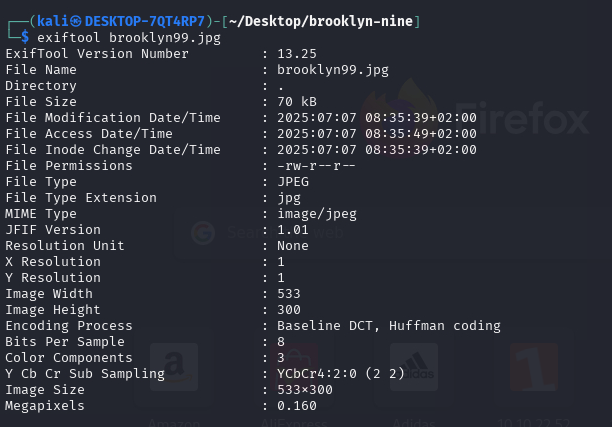 ┌──(kali㉿DESKTOP-7QT4RP7)-[~/Desktop/brooklyn-nine]
└─$ exiftool brooklyn99.jpg
ExifTool Version Number         : 13.25
File Name                       : brooklyn99.jpg
Directory                       : .
File Size                       : 70 kB
File Modification Date/Time     : 2025:07:07 08:35:39+02:00
File Access Date/Time           : 2025:07:07 08:35:49+02:00
File Inode Change Date/Time     : 2025:07:07 08:35:39+02:00
File Permissions                : -rw-r--r--
File Type                       : JPEG
File Type Extension             : jpg
MIME Type                       : image/jpeg
JFIF Version                    : 1.01
Resolution Unit                 : None
X Resolution                    : 1
Y Resolution                    : 1
Image Width                     : 533
Image Height                    : 300
Encoding Process                : Baseline DCT, Huffman coding
Bits Per Sample                 : 8
Color Components                : 3
Y Cb Cr Sub Sampling            : YCbCr4:2:0 (2 2)
Image Size                      : 533×300
Megapixels                      : 0.160
Firefox
Amazon
AliExpress
Adidas